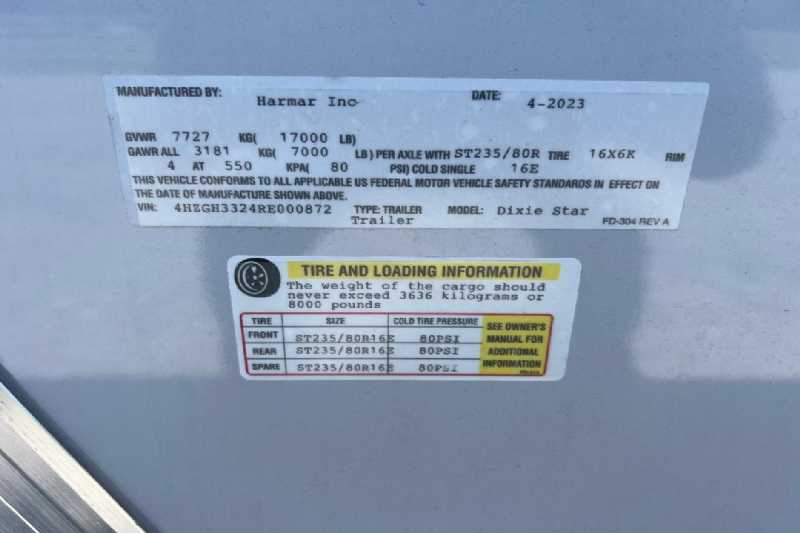 MANUFACTURED BY: Harmar Inc DATE: 4-2023
GVWR 7727 KG( 17000 LB)
GAWR ALL 3181 KG( 7000 LB) PER AXLE WITH ST235/80R TIRE 16X6K RIM
4 AT 550 KPA( 80 PSI) COLD SINGLE 16E
THIS VEHICLE CONFORMS TO ALL APPLICABLE US FEDERAL MOTOR VEHICLE SAFETY STANDARDS IN EFFECT ON
THE DATE OF MANUFACTURE SHOWN ABOVE.
VIN: 4HZGH3324RE000872 TYPE: TRAILER MODEL: Dixie Star
Trailer FD-304 REV A
TIRE AND LOADING INFORMATION
The weight of the cargo should
never exceed 3636 kilograms or
8000 pounds
TIRE SIZE COLD TIRE PRESSURE SEE OWNER'S
FRONT ST235/80R16E 80PSI MANUAL FOR
REAR ST235/80R16E 80PSI ADDITIONAL
SPARE ST235/80R16E 80PSI INFORMATION